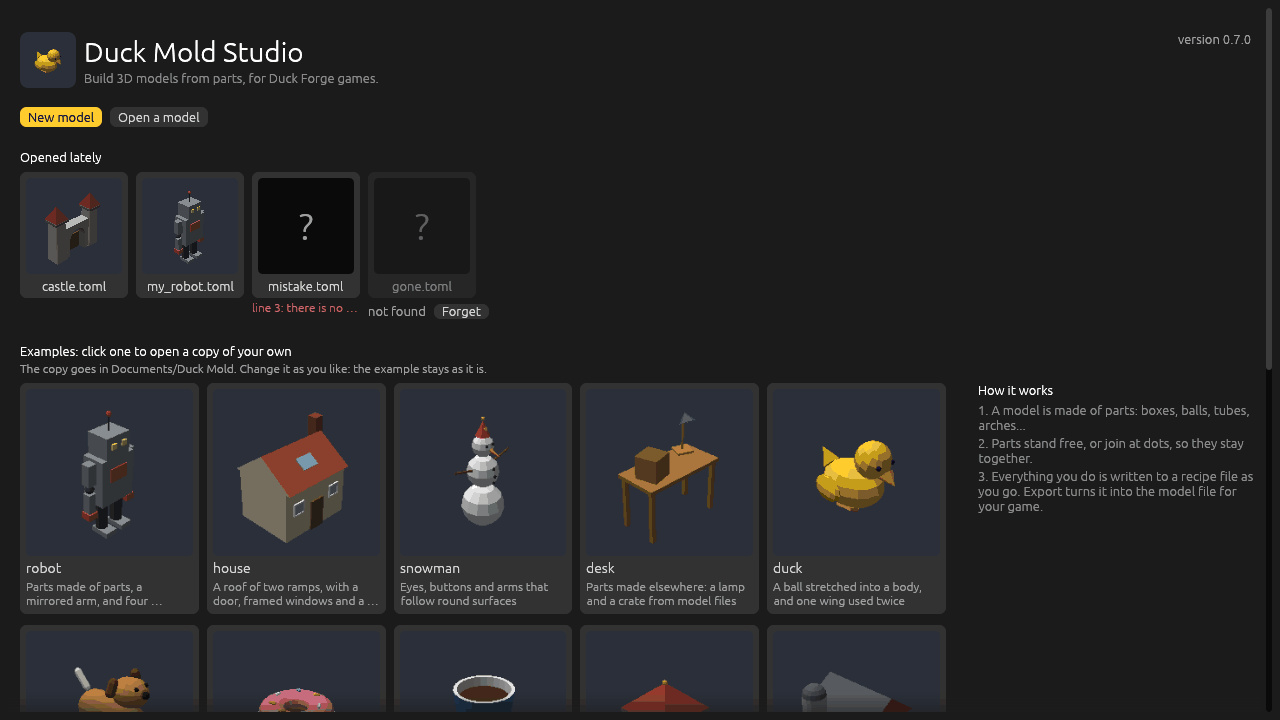 Duck Mold Studio
Build 3D models from parts, for Duck Forge games.
version 0.7.0
New model
Open a model
Opened lately
?
?
castle.toml
my_robot.toml
mistake.toml
gone.toml
line 3: there is no ...
not found
Forget
Examples: click one to open a copy of your own
The copy goes in Documents/Duck Mold. Change it as you like: the example stays as it is.
robot
Parts made of parts, a
mirrored arm, and four ...
house
A roof of two ramps, with a
door, framed windows and a ...
snowman
Eyes, buttons and arms that
follow round surfaces
desk
Parts made elsewhere: a lamp
and a crate from model files
duck
A ball stretched into a body,
and one wing used twice
How it works
1. A model is made of parts: boxes, balls, tubes,
arches...
2. Parts stand free, or join at dots, so they stay
together.
3. Everything you do is written to a recipe file as
you go. Export turns it into the model file for
your game.